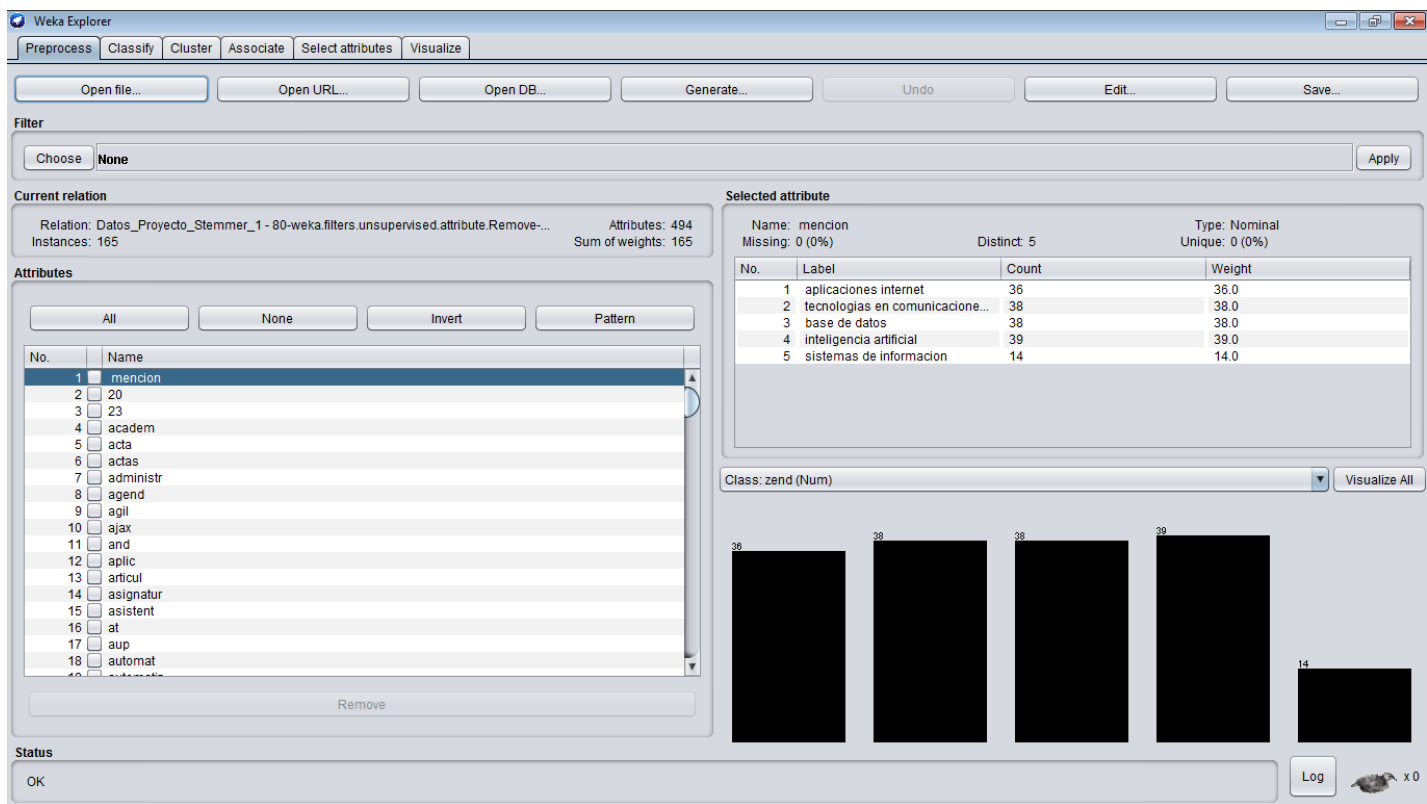 Weka Explorer
Preprocess Classify Cluster Associate Select attributes Visualize
Open file... Open URL... Open DB... Generate... Undo Edit... Save...
Filter
Choose None Apply
Current relation
Relation: Datos_Proyecto_Stemmer_1 - 80-weka.filters.unsupervised.attribute.Remove-... Attributes: 494
Instances: 165 Sum of weights: 165
Attributes
All None Invert Pattern
No. Name
1 mencion
2 20
3 23
4 academ
5 acta
6 actas
7 administr
8 agend
9 agil
10 ajax
11 and
12 aplic
13 articul
14 asignatur
15 asistent
16 at
17 aup
18 automat
Remove
Selected attribute
Name: mencion Type: Nominal
Missing: 0 (0%) Distinct: 5 Unique: 0 (0%)
No. Label Count Weight
1 aplicaciones internet 36 36.0
2 tecnologias en comunicacione... 38 38.0
3 base de datos 38 38.0
4 inteligencia artificial 39 39.0
5 sistemas de informacion 14 14.0
Class: zend (Num) Visualize All
36 38 38 39 14
Status
OK Log x 0